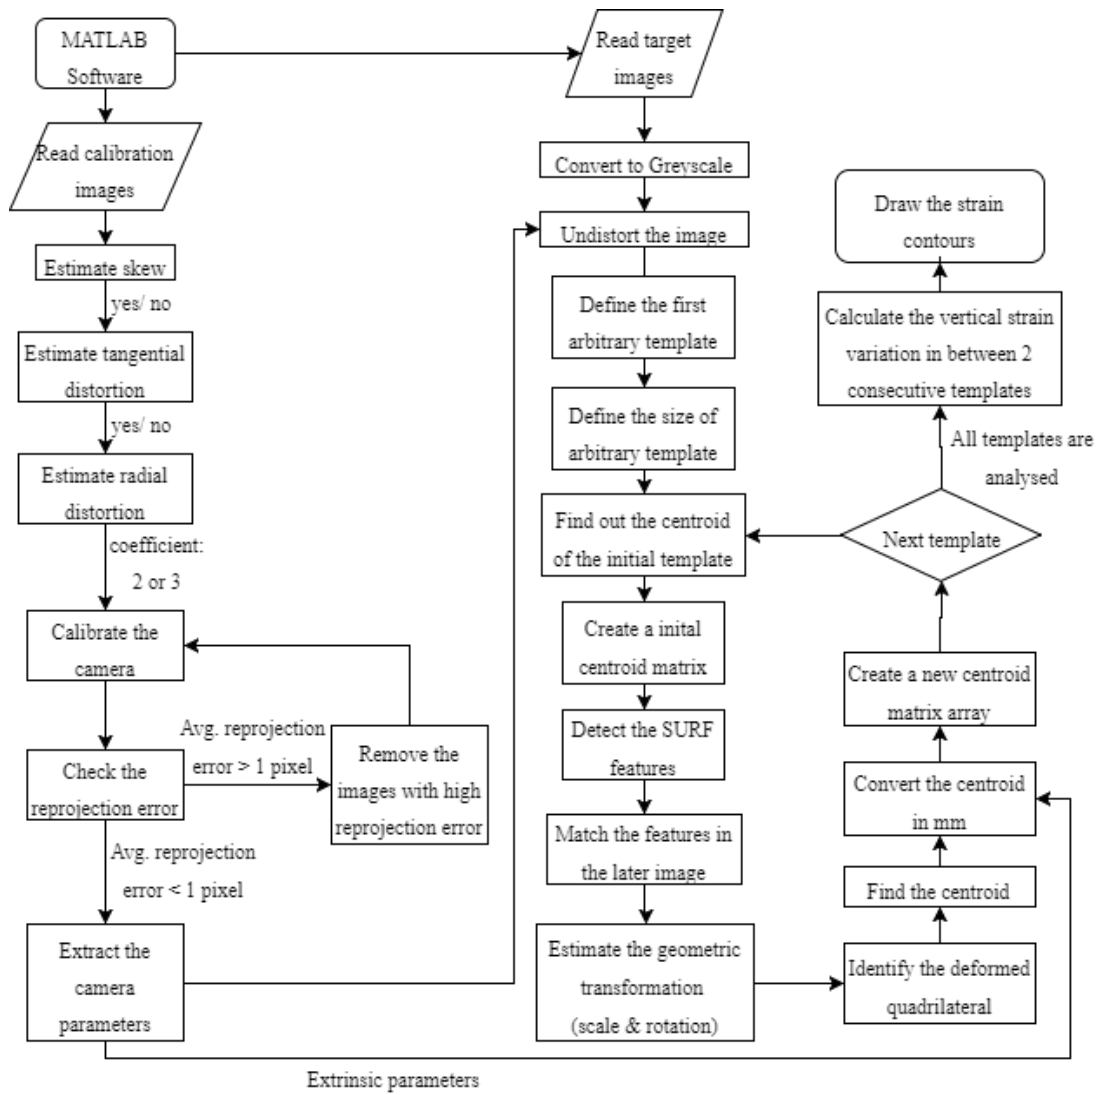 MATLAB
Software
Read calibration
images
Estimate skew
yes/ no
Estimate tangential
distortion
yes/ no
Estimate radial
distortion
coefficient:
2 or 3
Calibrate the
camera
Check the
reprojection error
Avg. reprojection
error > 1 pixel
Remove the
images with high
reprojection error
Avg. reprojection
error < 1 pixel
Extract the
camera
parameters
Extrinsic parameters
Read target
images
Convert to Greyscale
Undistort the image
Define the first
arbitrary template
Define the size of
arbitrary template
Find out the centroid
of the initial template
Create a inital
centroid matrix
Detect the SURF
features
Match the features in
the later image
Estimate the geometric
transformation
(scale & rotation)
Identify the deformed
quadrilateral
Find the centroid
Convert the centroid
in mm
Create a new centroid
matrix array
Next template
All templates are
analysed
Calculate the vertical strain
variation in between 2
consecutive templates
Draw the strain
contours